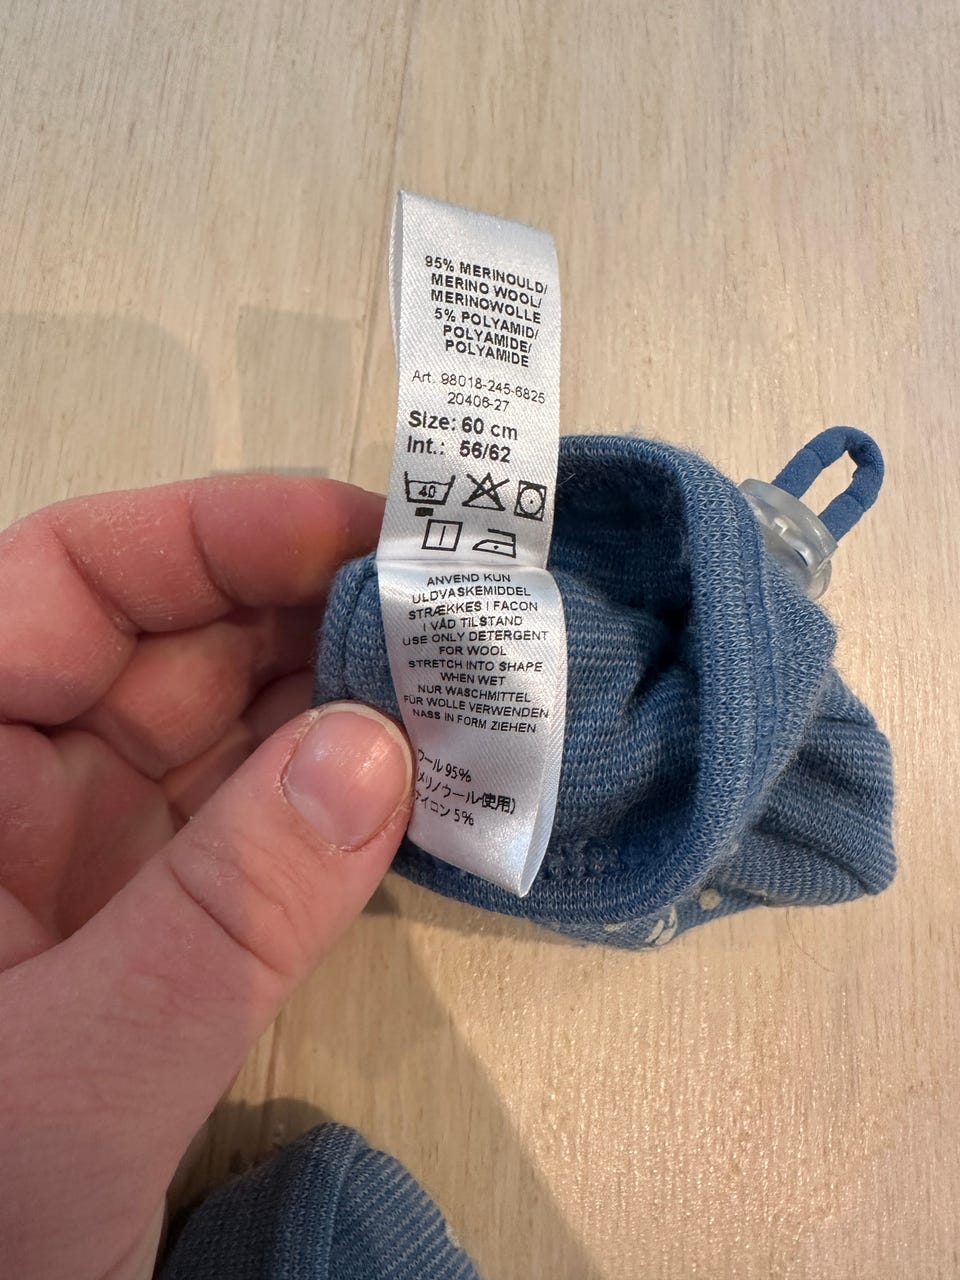 95% MERINOULD/
MERINO WOOL/
MERINOWOLLE
5% POLYAMID/
POLYAMIDE/
POLYAMIDE
Art. 98018-245-6825
20406-27
Size: 60 cm
Int.: 56/62
40
ANVEND KUN
ULDVASKEMIDDEL
STRÆKKES I FACON
I VÅD TILSTAND
USE ONLY DETERGENT
FOR WOOL
STRETCH INTO SHAPE
WHEN WET
NUR WASCHMITTEL
FÜR WOLLE VERWENDEN
NASS IN FORM ZIEHEN
ウール 95%
メリノウール使用)
ナイロン 5%